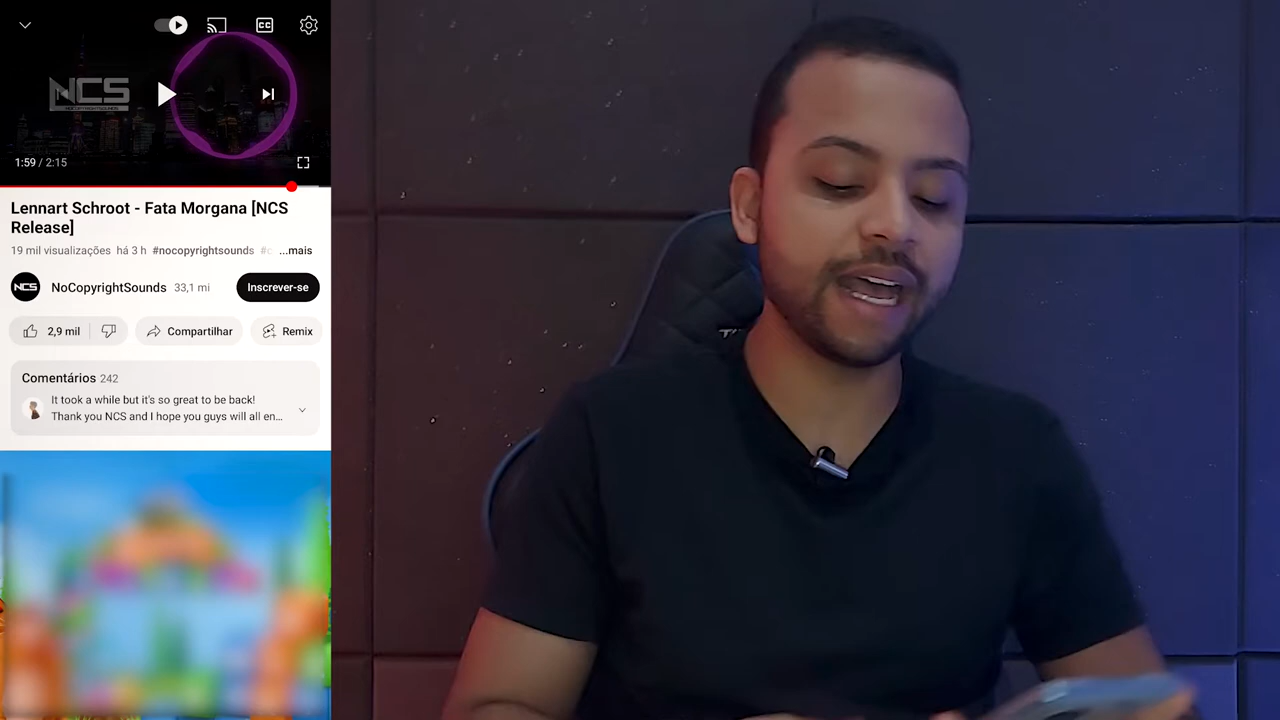 CC
NCS
NOCOPYRIGHTSOUNDS
1:59 / 2:15
Lennart Schroot - Fata Morgana [NCS
Release]
19 mil visualizações há 3 h #nocopyrightsounds ...mais
NCS NoCopyrightSounds 33,1 mi Inscrever-se
2,9 mil Compartilhar Remix
Comentários 242
It took a while but it's so great to be back!
Thank you NCS and I hope you guys will all en...